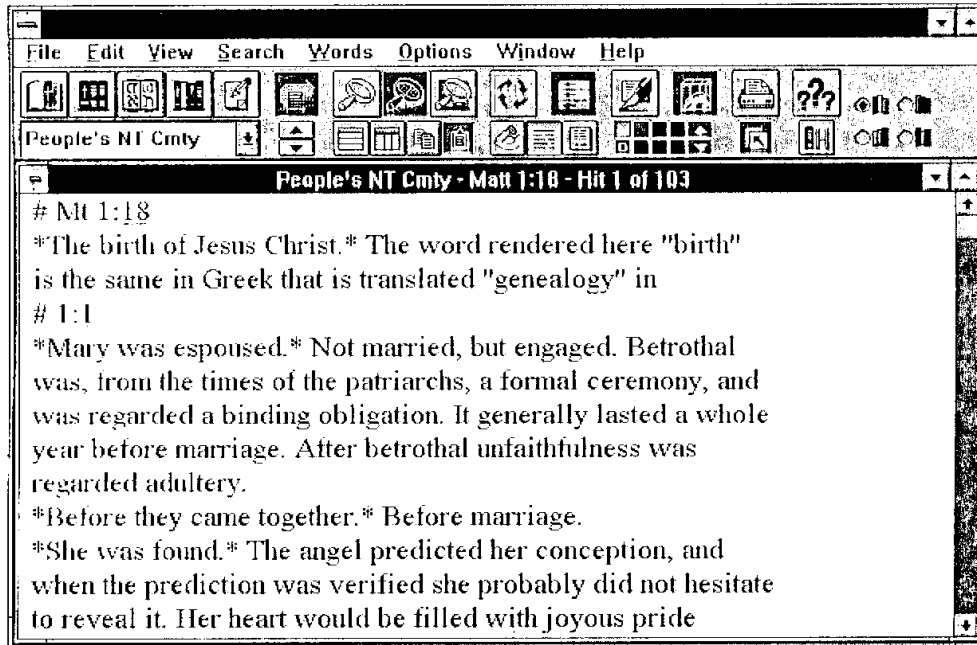 File Edit View Search Words Options Window Help
???
People's NT Cmty
People's NT Cmty - Matt 1:18 - Hit 1 of 103
# Mt 1:18
*The birth of Jesus Christ.* The word rendered here "birth"
is the same in Greek that is translated "genealogy" in
# 1:1
*Mary was espoused.* Not married, but engaged. Betrothal
was, from the times of the patriarchs, a formal ceremony, and
was regarded a binding obligation. It generally lasted a whole
year before marriage. After betrothal unfaithfulness was
regarded adultery.
*Before they came together.* Before marriage.
*She was found.* The angel predicted her conception, and
when the prediction was verified she probably did not hesitate
to reveal it. Her heart would be filled with joyous pride